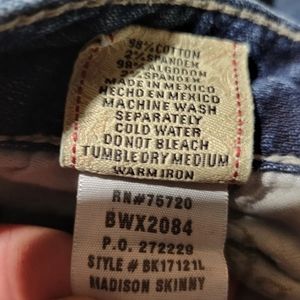 98% COTTON
2% SPANDEX
98% ALGODON
2% SPANDEX
MADE IN MEXICO
HECHO EN MEXICO
MACHINE WASH
SEPARATELY
COLD WATER
DO NOT BLEACH
TUMBLE DRY MEDIUM
WARM IRON
RN#75720
BWX2084
P.O. 272229
STYLE # BK17121L
MADISON SKINNY